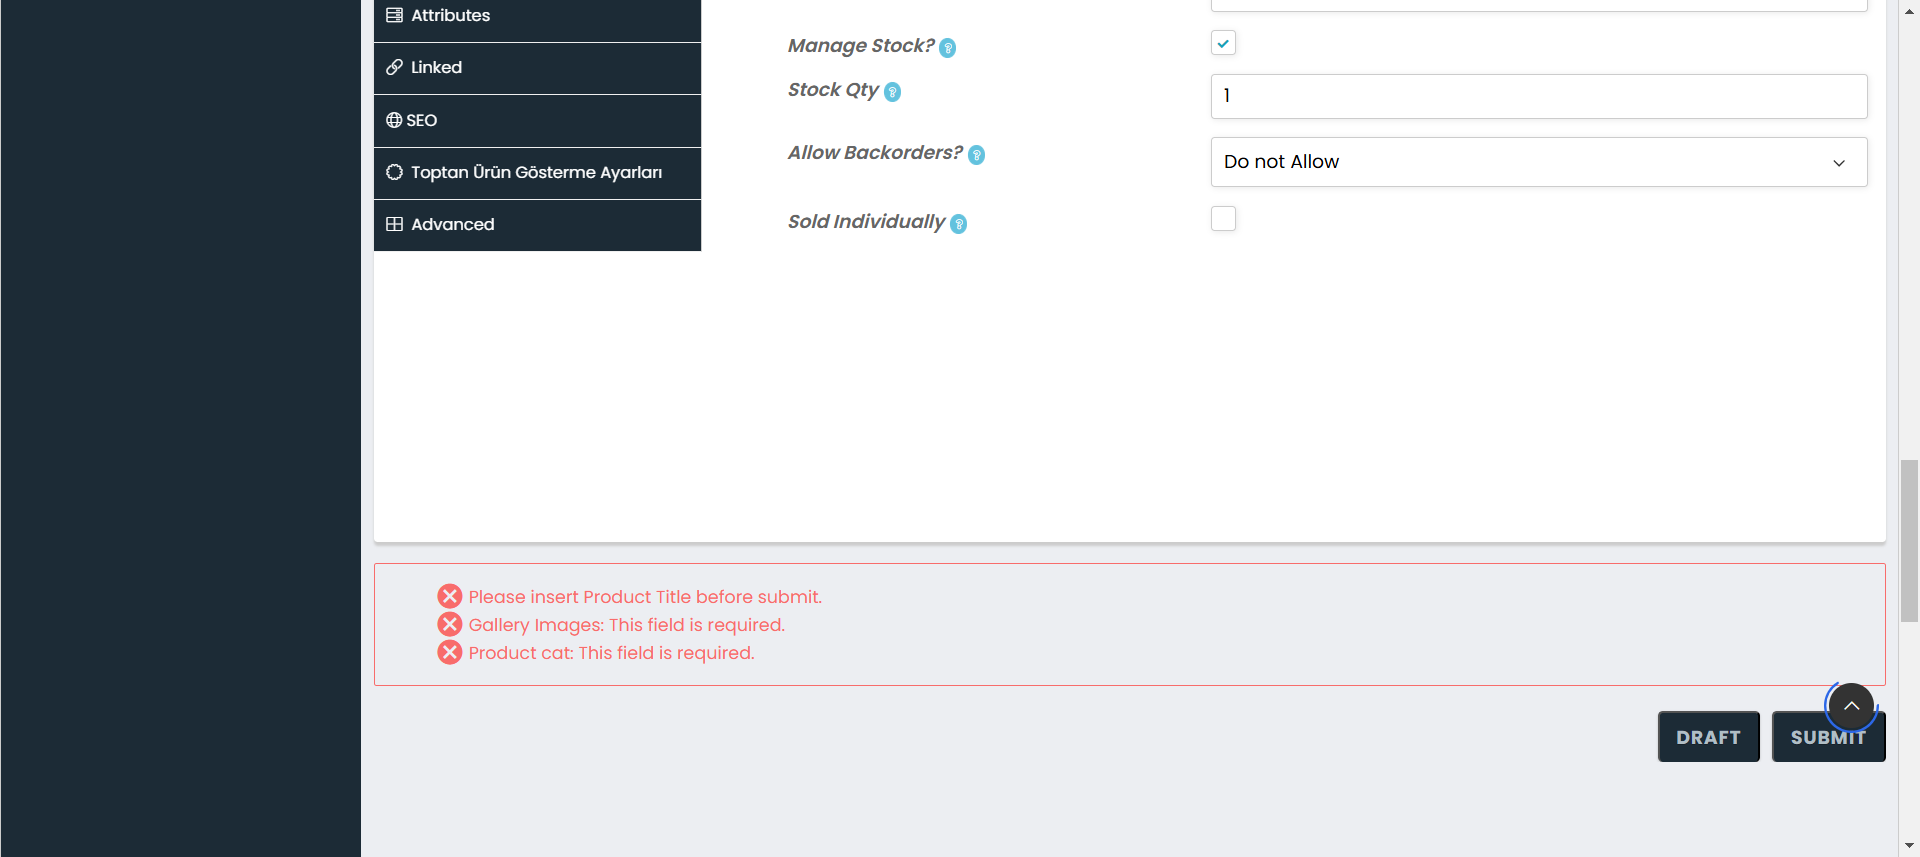 Attributes
Linked
SEO
Toptan Ürün Gösterme Ayarları
Advanced
Manage Stock? ?
Stock Qty ?
1
Allow Backorders? ?
Do not Allow
Sold Individually ?
Please insert Product Title before submit.
Gallery Images: This field is required.
Product cat: This field is required.
DRAFT
SUBMIT